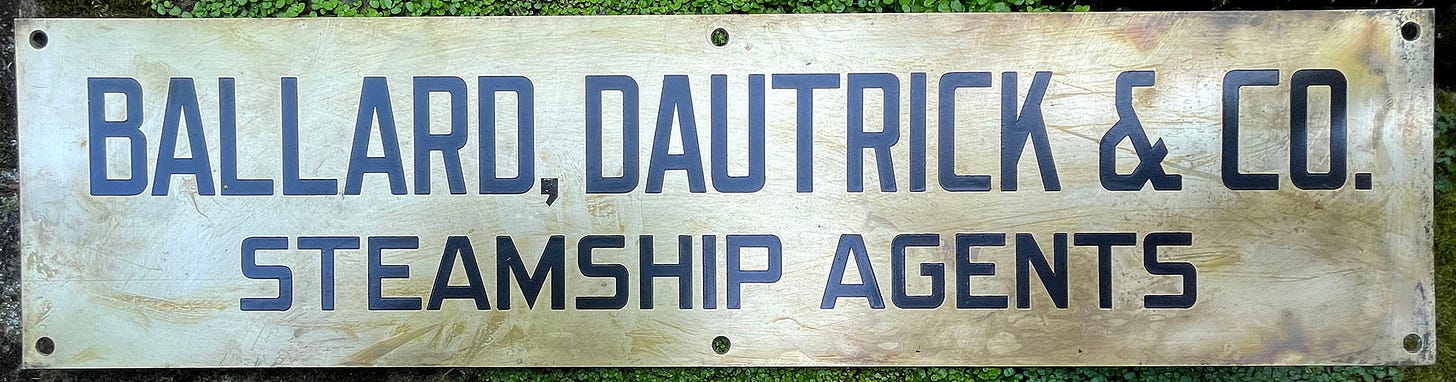 BALLARD, DAUTRICK & CO.
STEAMSHIP AGENTS